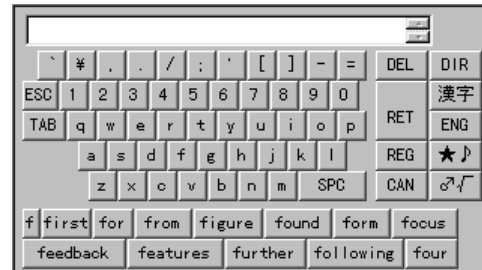 ` ¥ , . / ; ' [ ] - = DEL DIR
ESC 1 2 3 4 5 6 7 8 9 0 漢字
TAB q w e r t y u i o p RET ENG
a s d f g h j k l REG ★♪
z x c v b n m SPC CAN ♂√
f first for from figure found form focus
feedback features further following four